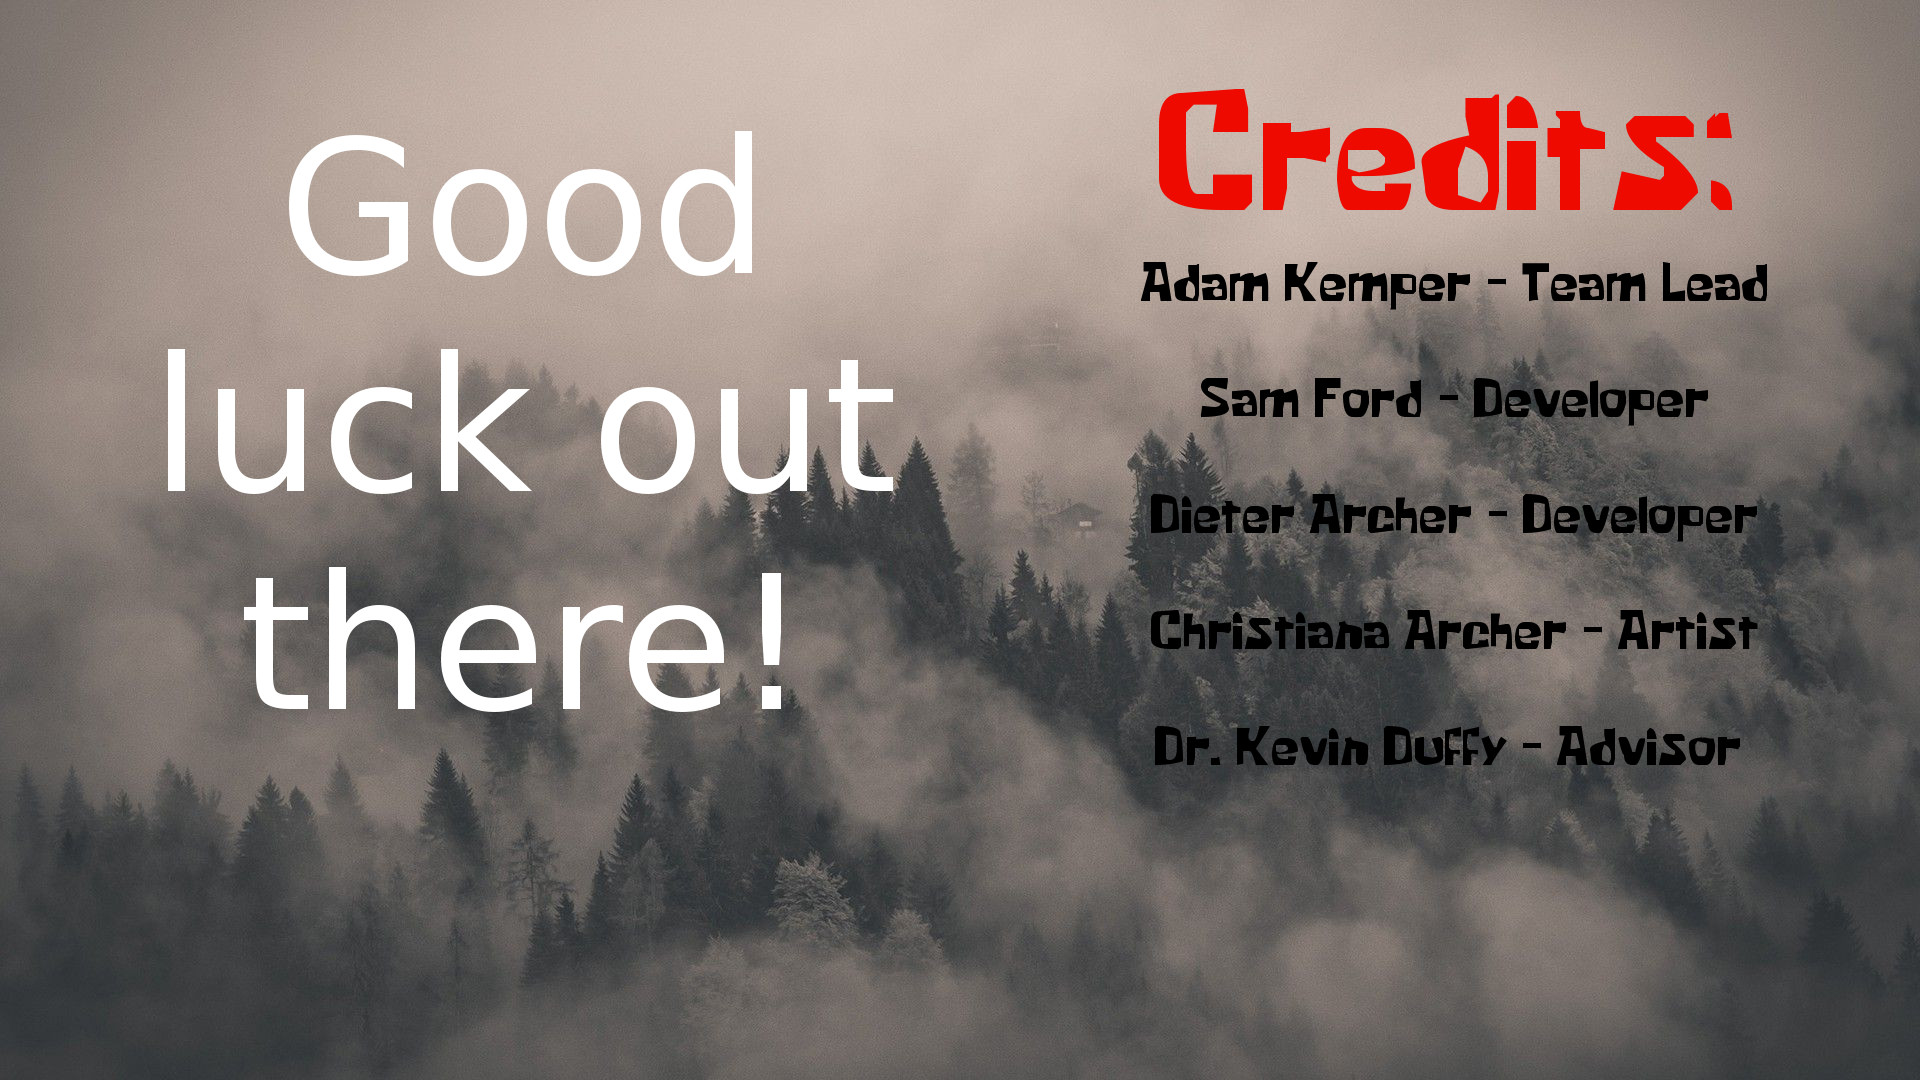 Good
luck out
there!
Credits:
Adam Kemper - Team Lead
Sam Ford - Developer
Dieter Archer - Developer
Christiana Archer - Artist
Dr. Kevin Duffy - Advisor